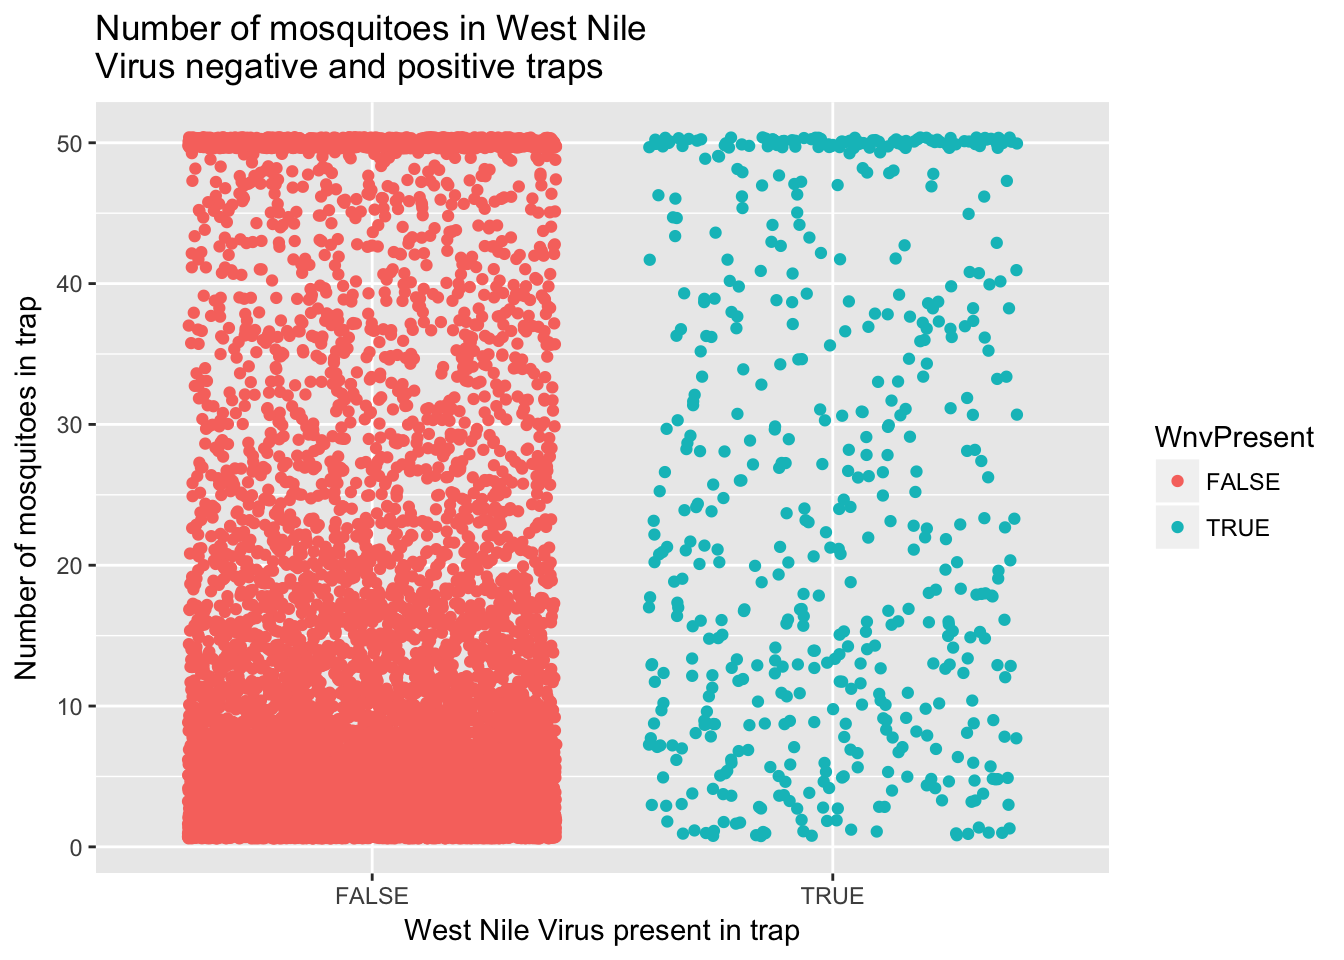 Number of mosquitoes in West Nile
Virus negative and positive traps
50
40
30
20
10
0
Number of mosquitoes in trap
FALSE
TRUE
West Nile Virus present in trap
WnvPresent
FALSE
TRUE